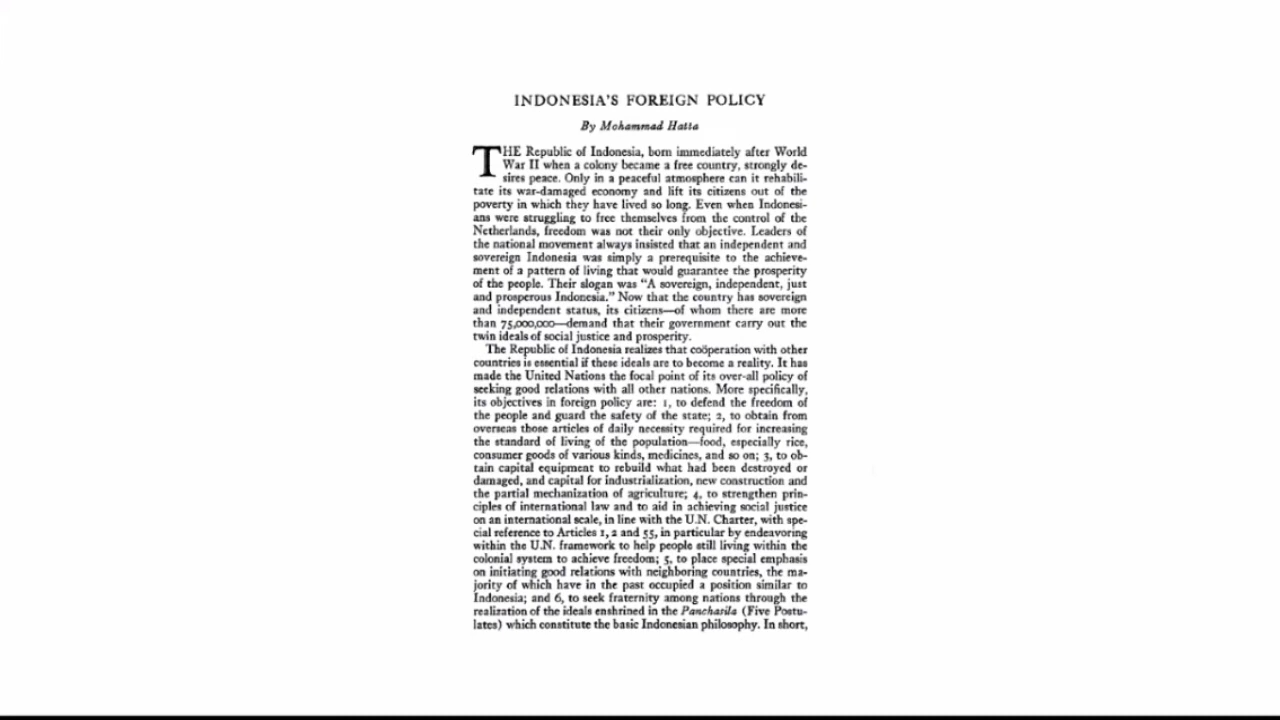 INDONESIA'S FOREIGN POLICY
By Mohammad Hatta
THE Republic of Indonesia, born immediately after World
War II when a colony became a free country, strongly de-
sires peace. Only in a peaceful atmosphere can it rehabili-
tate its war-damaged economy and lift its citizens out of the
poverty in which they have lived so long. Even when Indonesi-
ans were struggling to free themselves from the control of the
Netherlands, freedom was not their only objective. Leaders of
the national movement always insisted that an independent and
sovereign Indonesia was simply a prerequisite to the achieve-
ment of a pattern of living that would guarantee the prosperity
of the people. Their slogan was "A sovereign, independent, just
and prosperous Indonesia." Now that the country has sovereign
and independent status, its citizens—of whom there are more
than 75,000,000—demand that their government carry out the
twin ideals of social justice and prosperity.
The Republic of Indonesia realizes that coöperation with other
countries is essential if these ideals are to become a reality. It has
made the United Nations the focal point of its over-all policy of
seeking good relations with all other nations. More specifically,
its objectives in foreign policy are: 1, to defend the freedom of
the people and guard the safety of the state; 2, to obtain from
overseas those articles of daily necessity required for increasing
the standard of living of the population—food, especially rice,
consumer goods of various kinds, medicines, and so on; 3, to ob-
tain capital equipment to rebuild what had been destroyed or
damaged, and capital for industrialization, new construction and
the partial mechanization of agriculture; 4, to strengthen prin-
ciples of international law and to aid in achieving social justice
on an international scale, in line with the U.N. Charter, with spe-
cial reference to Articles 1, 2 and 55, in particular by endeavoring
within the U.N. framework to help people still living within the
colonial system to achieve freedom; 5, to place special emphasis
on initiating good relations with neighboring countries, the ma-
jority of which have in the past occupied a position similar to
Indonesia; and 6, to seek fraternity among nations through the
realization of the ideals enshrined in the Panchasila (Five Postu-
lates) which constitute the basic Indonesian philosophy. In short,